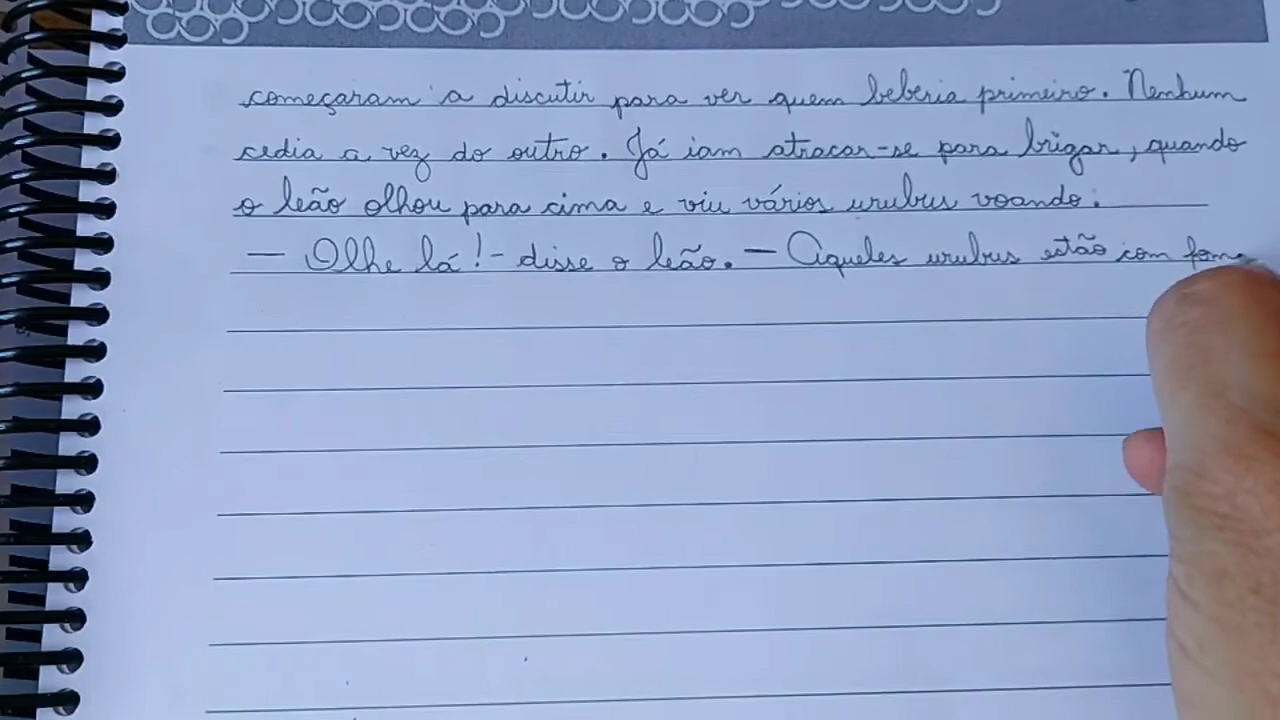 começaram a discutir para ver quem beberia primeiro. Nenhum
cedia a vez do outro. Já iam atracar-se para brigar, quando
o leão olhou para cima e viu vários urubus voando.
— Olhe lá! - disse o leão. — Aqueles urubus estão com fome